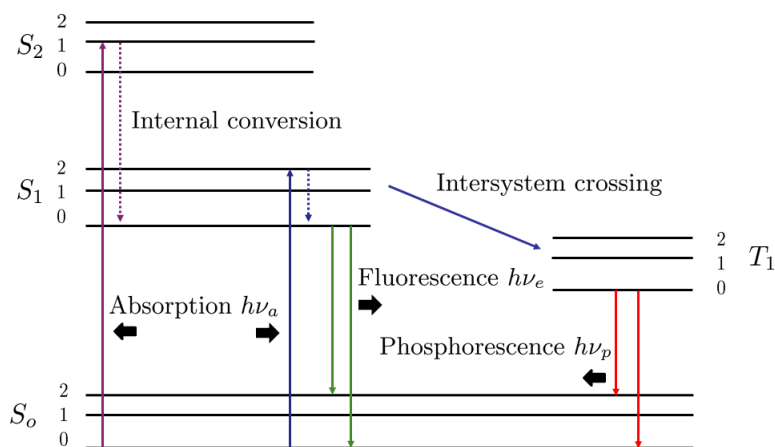 2
S₂ 1
0
Internal conversion
2
S₁ 1
0
Intersystem crossing
2
1 T₁
0
Fluorescence hνₑ
Absorption hνₐ
Phosphorescence hνₚ
2
Sₒ 1
0